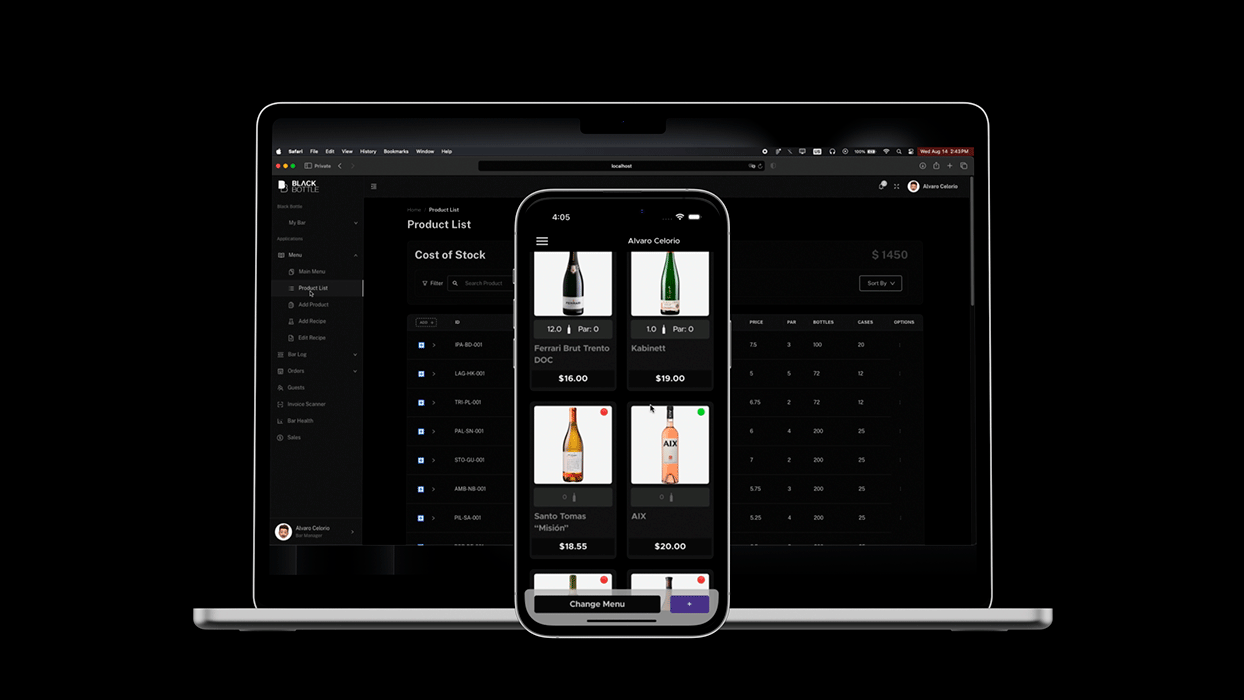 Safari File Edit View History Bookmarks Window Help
100%
Wed Aug 14 2:43PM
Private
localhost
BLACK
BOTTLE
Alvaro Celorio
Black Bottle
My Bar
Applications
Menu
Main Menu
Product List
Add Product
Add Recipe
Edit Recipe
Bar Log
Orders
Quests
Invoice Scanner
Bar Health
Sales
Alvaro Celorio
Bar Manager
Home / Product List
Product List
Cost of Stock
$ 1450
Filter
Search Product
Sort By
ID
PRICE PAR BOTTLES CASES OPTIONS
IPA-BD-001
7.5 3 100 20
LAG-HK-001
5 5 72 12
TRI-PL-001
6.75 2 72 12
PAL-SN-001
6 4 200 25
STO-GU-001
7 2 200 25
AMB-NB-001
5.75 3 200 25
PIL-SA-001
5.25 4 200 25
4:05
Alvaro Celorio
12.0 Par: 0
1.0 Par: 0
Ferrari Brut Trento
DOC
Kabinett
$16.00
$19.00
AIX
0
0
Santo Tomas
“Misión”
AIX
$18.55
$20.00
Change Menu
+